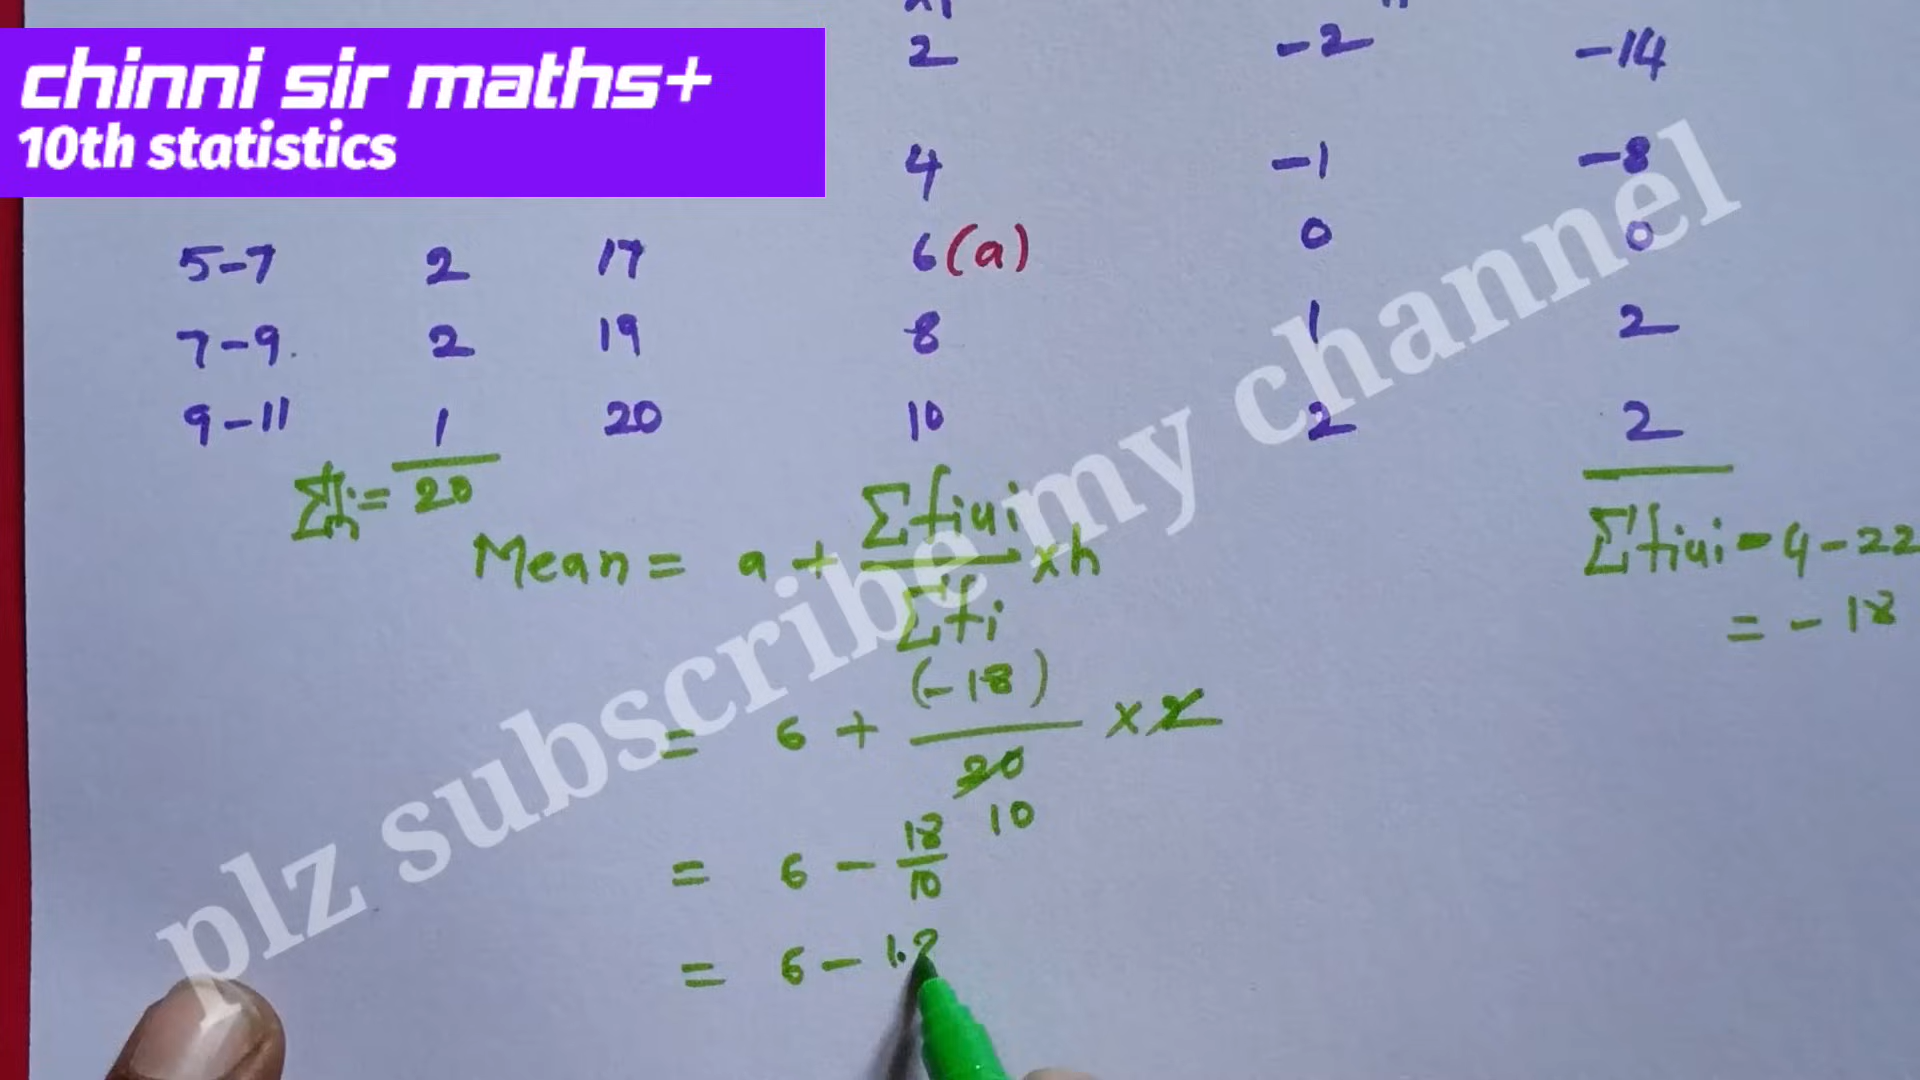 chinni sir maths+
10th statistics
2 -2 -14
4 -1 -8
5-7 2 17 6 (a) 0 0
7-9. 2 19 8 1 2
9-11 1 20 10 2 2
= 20
Mean = a + Σfiui / Σfi × h
Σfiui = 4 - 22
= - 18
= 6 + (-18) / 20 × 2
10
= 6 - 18/10
= 6 - 1.8
plz subscribe my channel